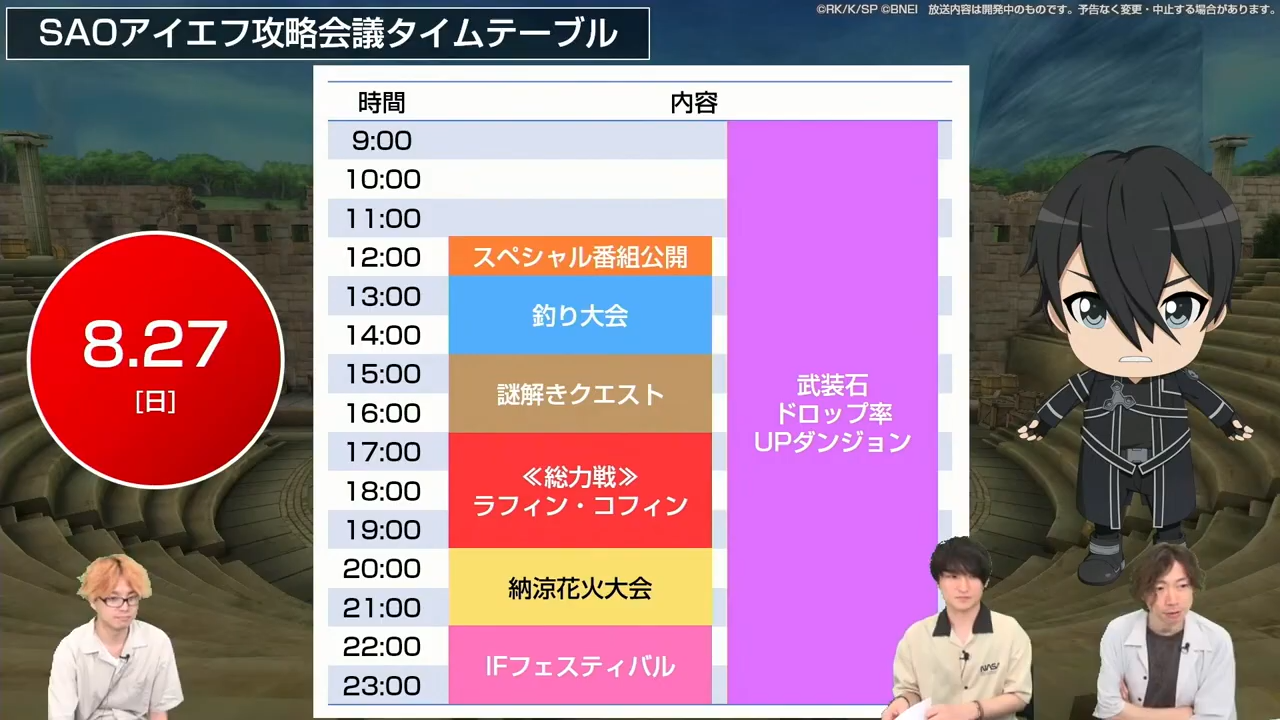 SAOアイエフ攻略会議タイムテーブル
©RK/K/SP ©BNEI 放送内容は開発中のものです。予告なく変更・中止する場合があります。
時間 内容
9:00
10:00
11:00
12:00 スペシャル番組公開
13:00
釣り大会
14:00
15:00
謎解きクエスト
16:00
17:00
18:00
≪総力戦≫
ラフィン・コフィン
19:00
20:00
納涼花火大会
21:00
22:00
IFフェスティバル
23:00
武装石
ドロップ率
UPダンジョン
8.27
[日]
NASA